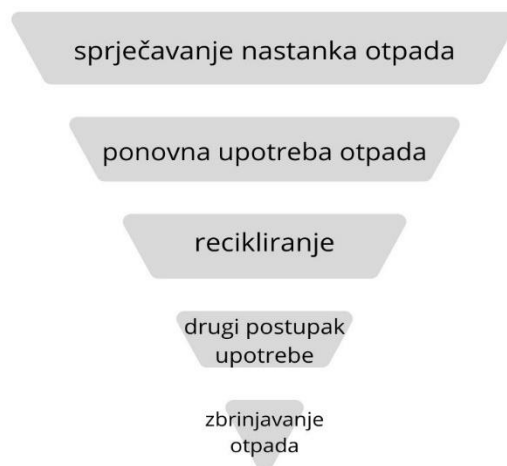 sprječavanje nastanka otpada
ponovna upotreba otpada
recikliranje
drugi postupak
upotrebe
zbrinjavanje
otpada